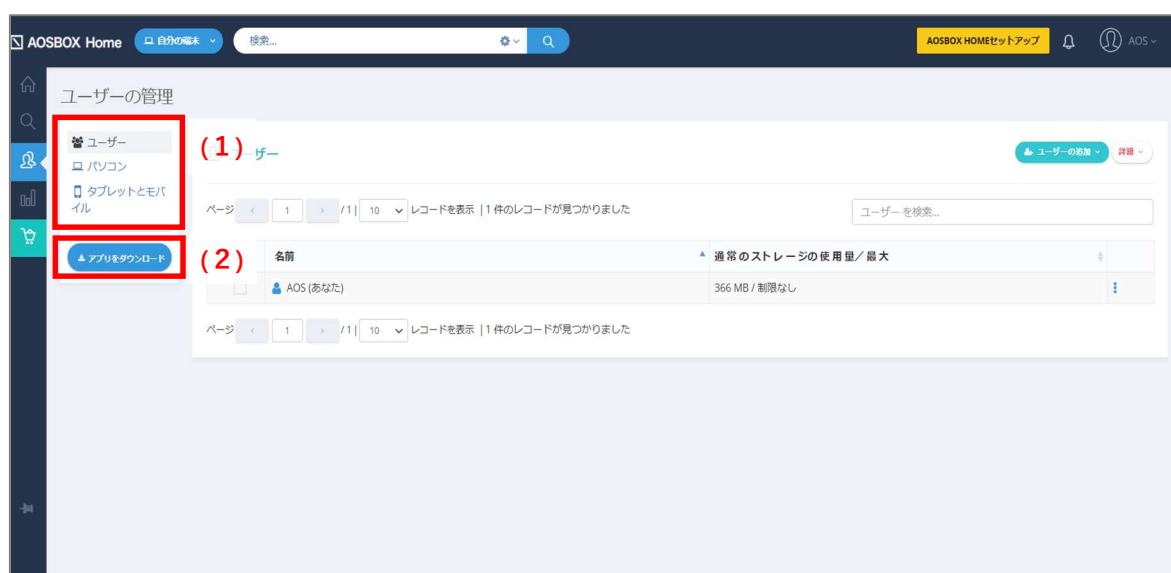 AOSBOX Home
自分の端末
検索...
AOSBOX HOMEセットアップ
AOS
ユーザーの管理
ユーザー
パソコン
タブレットとモバ
イル
(1)
ーザー
ユーザーの追加
詳細
ページ 1 /1 | 10 レコードを表示 | 1 件のレコードが見つかりました
ユーザー を検索...
アプリをダウンロード
(2)
名前
通常のストレージの使用量/最大
AOS (あなた)
366 MB / 制限なし
ページ 1 /1 | 10 レコードを表示 | 1 件のレコードが見つかりました